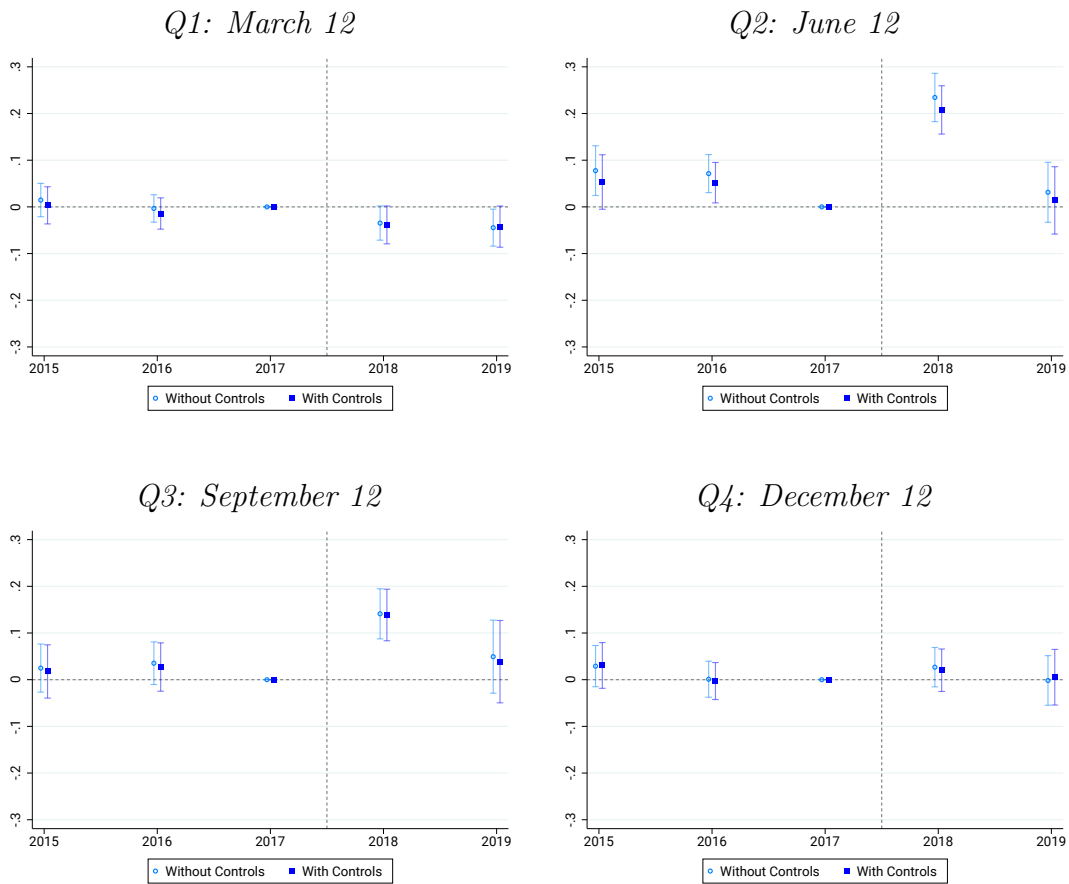 Q1: March 12
.3
.2
.1
0
-.1
-.2
-.3
2015 2016 2017 2018 2019
Without Controls With Controls
Q2: June 12
.3
.2
.1
0
-.1
-.2
-.3
2015 2016 2017 2018 2019
Without Controls With Controls
Q3: September 12
.3
.2
.1
0
-.1
-.2
-.3
2015 2016 2017 2018 2019
Without Controls With Controls
Q4: December 12
.3
.2
.1
0
-.1
-.2
-.3
2015 2016 2017 2018 2019
Without Controls With Controls